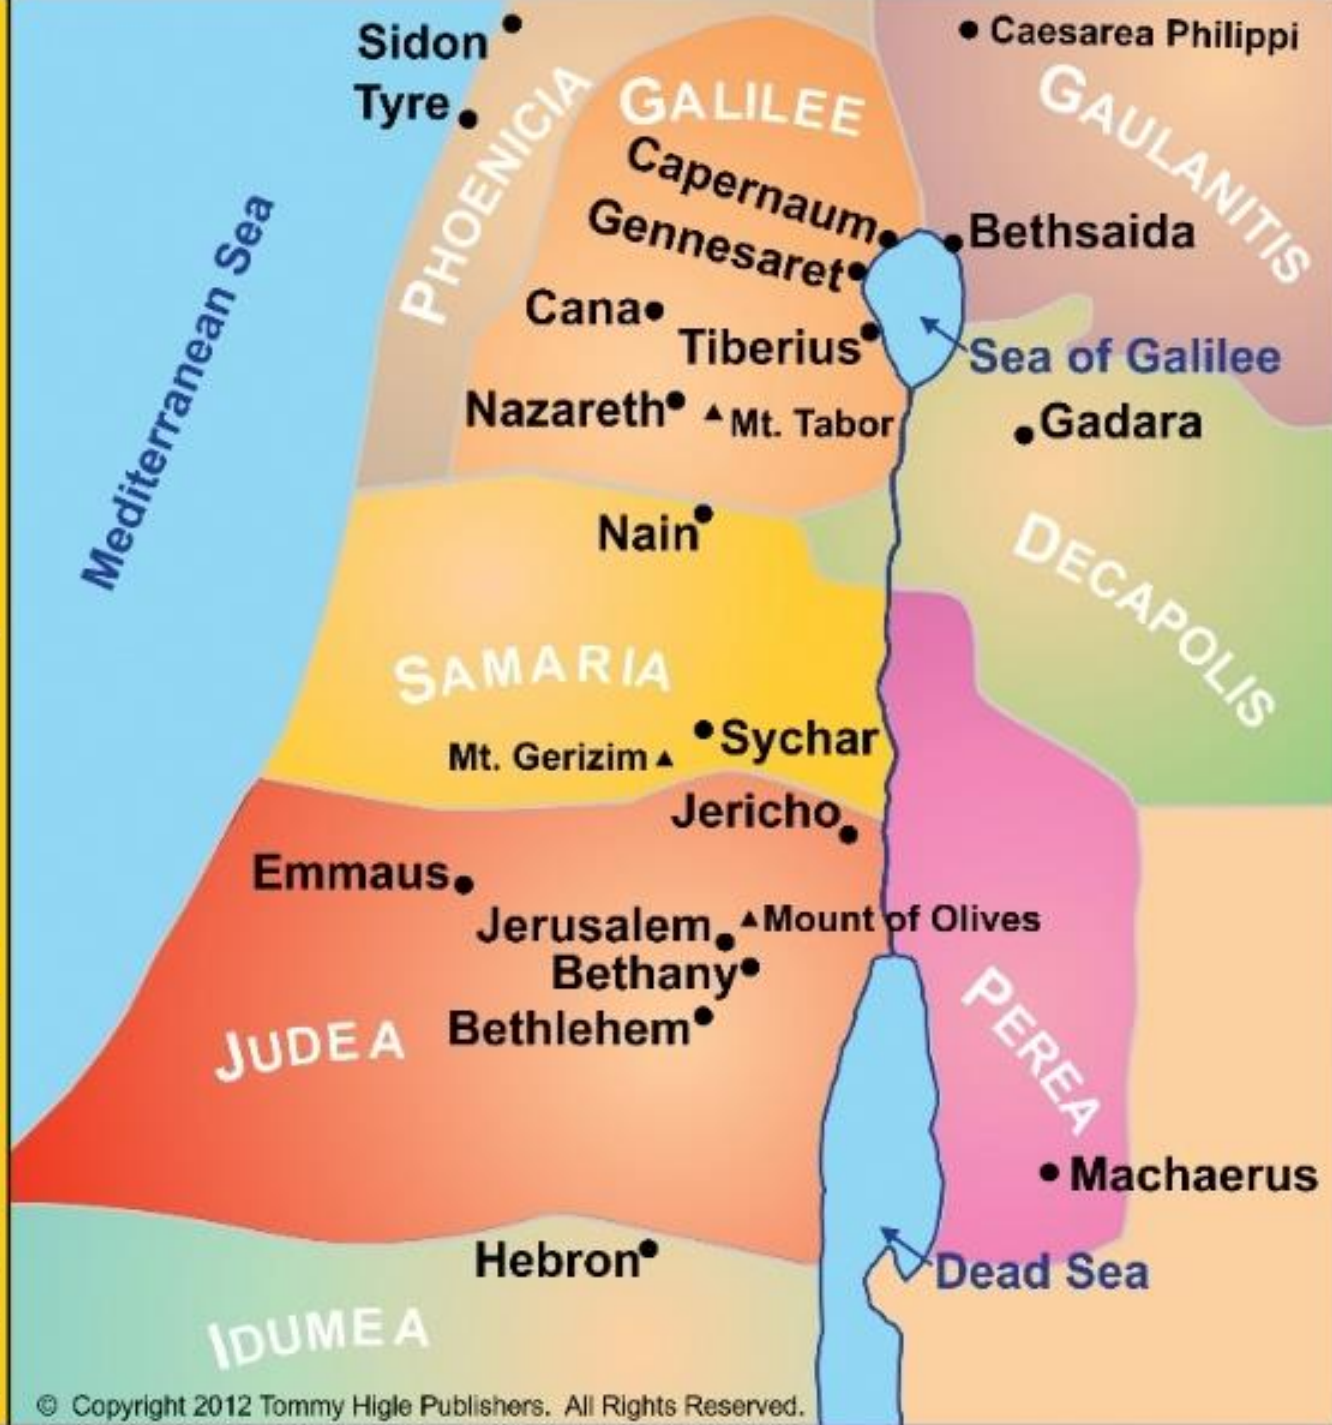 Sidon
Caesarea Philippi
Tyre
PHOENICIA
GALILEE
GAULANITIS
Capernaum
Gennesaret
Bethsaida
Mediterranean Sea
Cana
Tiberius
Sea of Galilee
Nazareth
Mt. Tabor
Gadara
Nain
DECAPOLIS
SAMARIA
Sychar
Mt. Gerizim
Jericho
Emmaus
Jerusalem
Mount of Olives
Bethany
Bethlehem
JUDEA
PEREA
Machaerus
Hebron
Dead Sea
IDUMEA
© Copyright 2012 Tommy Higle Publishers. All Rights Reserved.